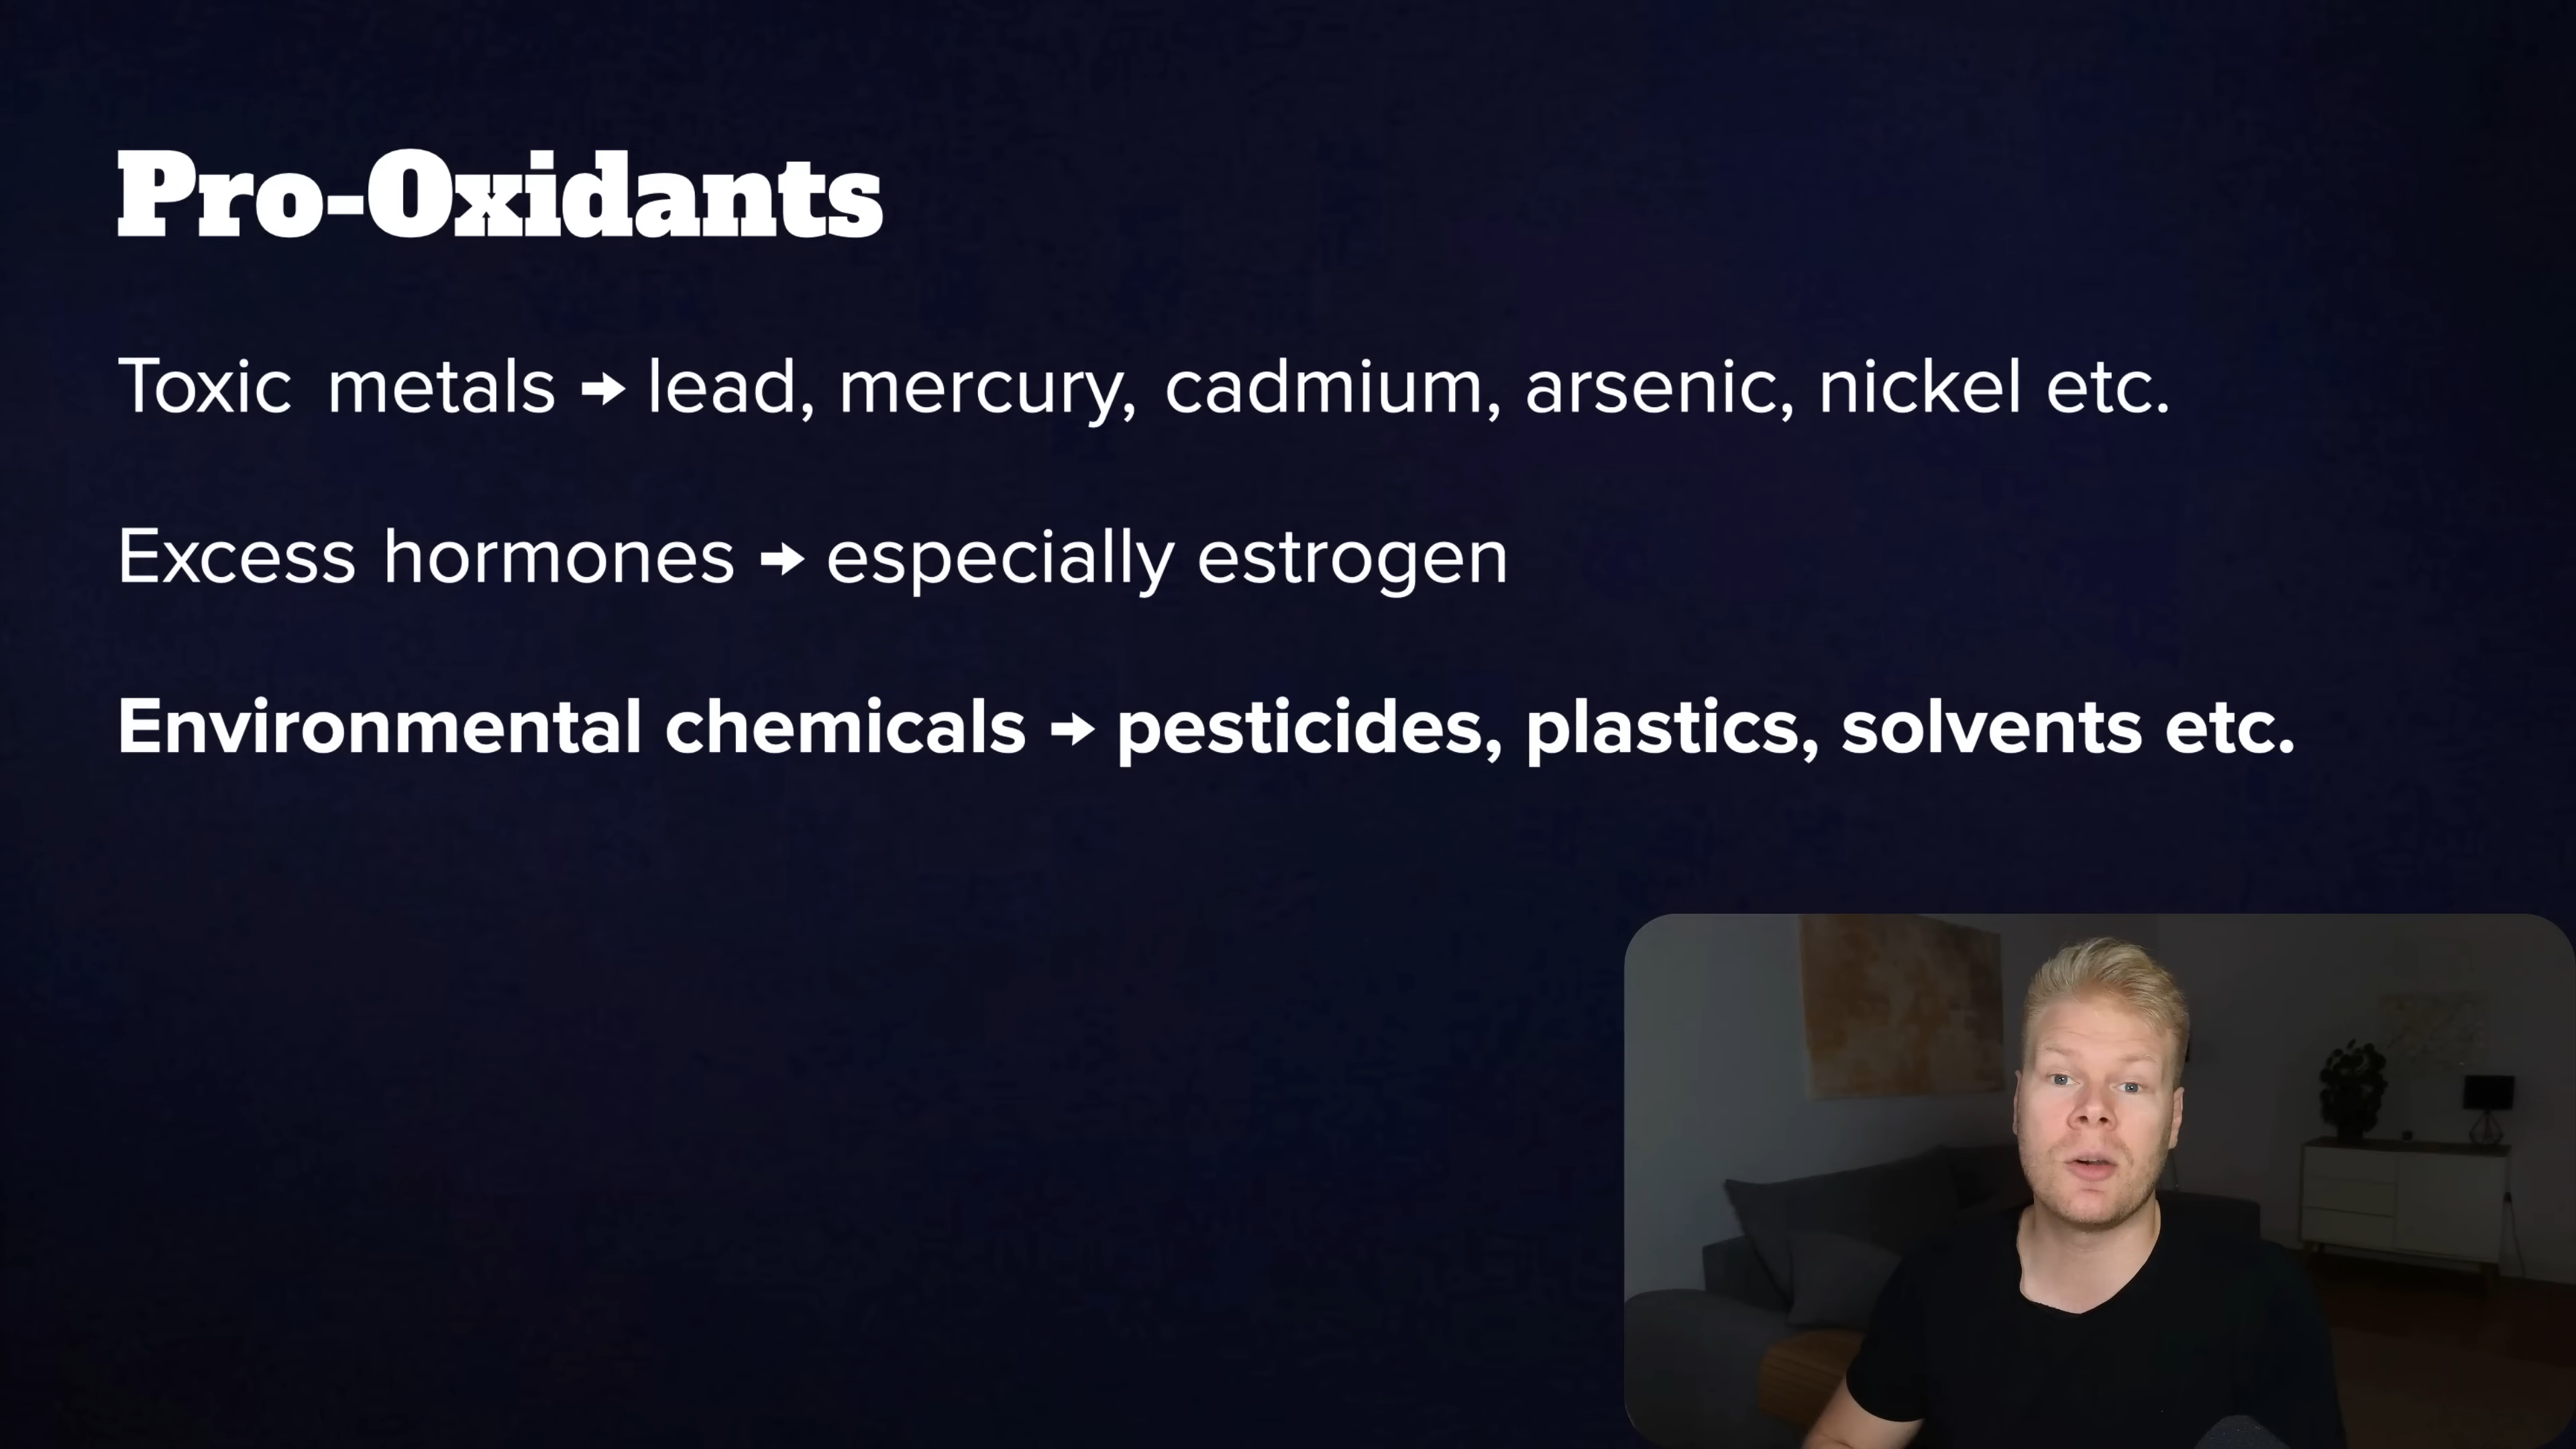 Pro-Oxidants
Toxic metals → lead, mercury, cadmium, arsenic, nickel etc.
Excess hormones → especially estrogen
Environmental chemicals → pesticides, plastics, solvents etc.